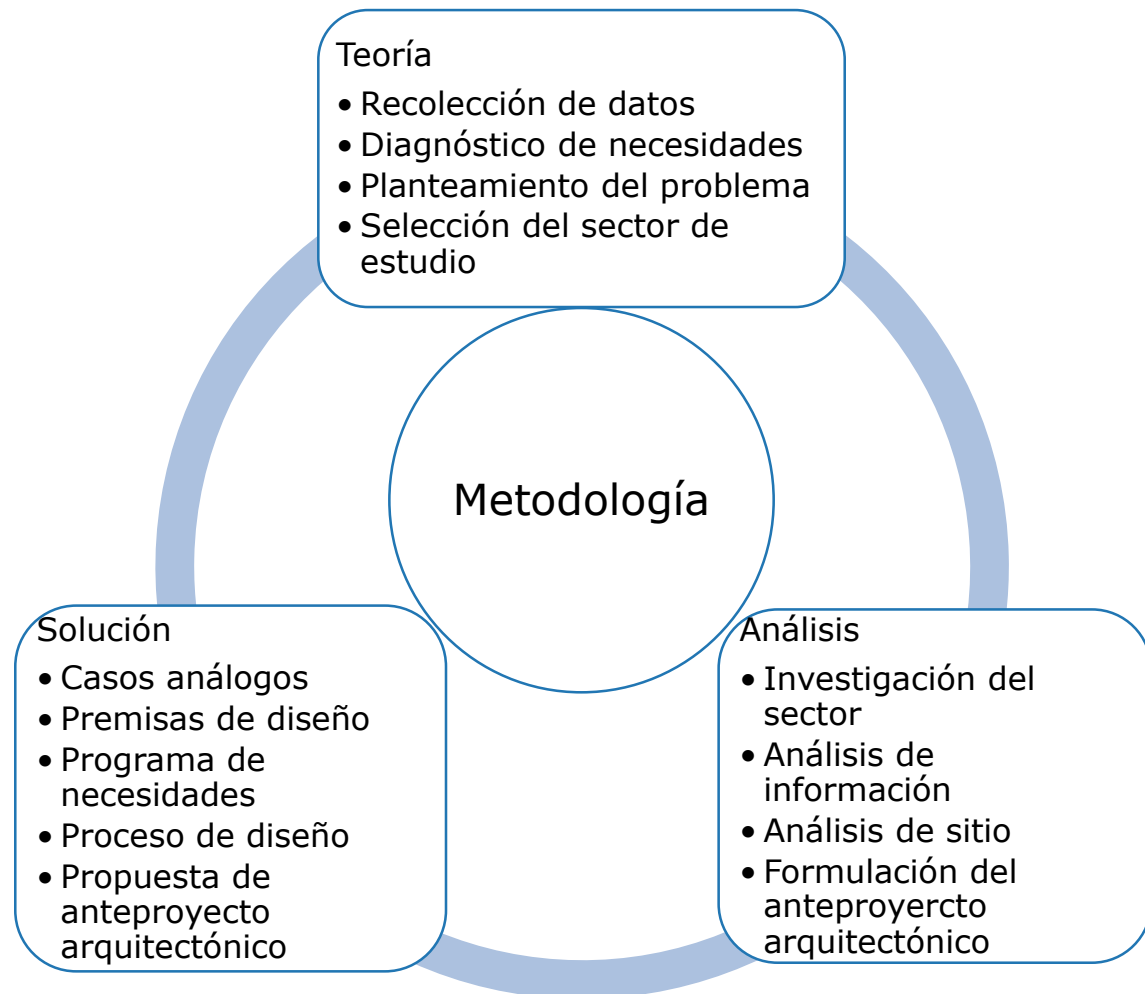 Teoría
• Recolección de datos
• Diagnóstico de necesidades
• Planteamiento del problema
• Selección del sector de
estudio
Metodología
Solución
• Casos análogos
• Premisas de diseño
• Programa de
necesidades
• Proceso de diseño
• Propuesta de
anteproyecto
arquitectónico
Análisis
• Investigación del
sector
• Análisis de
información
• Análisis de sitio
• Formulación del
anteproyercto
arquitectónico